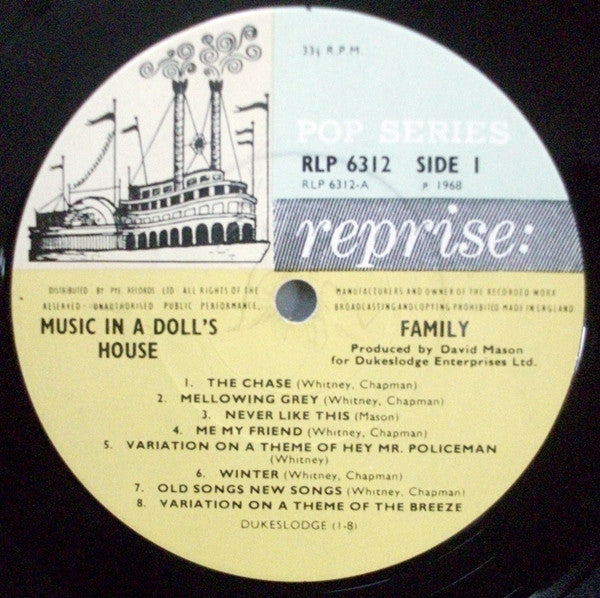 33⅓ R.P.M.
POP SERIES
RLP 6312 SIDE 1
RLP 6312-A P 1968
reprise:
DISTRIBUTED BY PYE RECORDS LTD ALL RIGHTS OF THE MANUFACTURERS AND OWNER OF THE RECORDED WORK
RESERVED UNAUTHORISED PUBLIC PERFORMANCE, BROADCASTING AND COPYING PROHIBITED MADE IN ENGLAND
MUSIC IN A DOLL'S
HOUSE
FAMILY
Produced by David Mason
for Dukeslodge Enterprises Ltd.
1. THE CHASE (Whitney, Chapman)
2. MELLOWING GREY (Whitney, Chapman)
3. NEVER LIKE THIS (Mason)
4. ME MY FRIEND (Whitney, Chapman)
5. VARIATION ON A THEME OF HEY MR. POLICEMAN
(Whitney)
6. WINTER (Whitney, Chapman)
7. OLD SONGS NEW SONGS (Whitney, Chapman)
8. VARIATION ON A THEME OF THE BREEZE
DUKESLODGE (1-8)